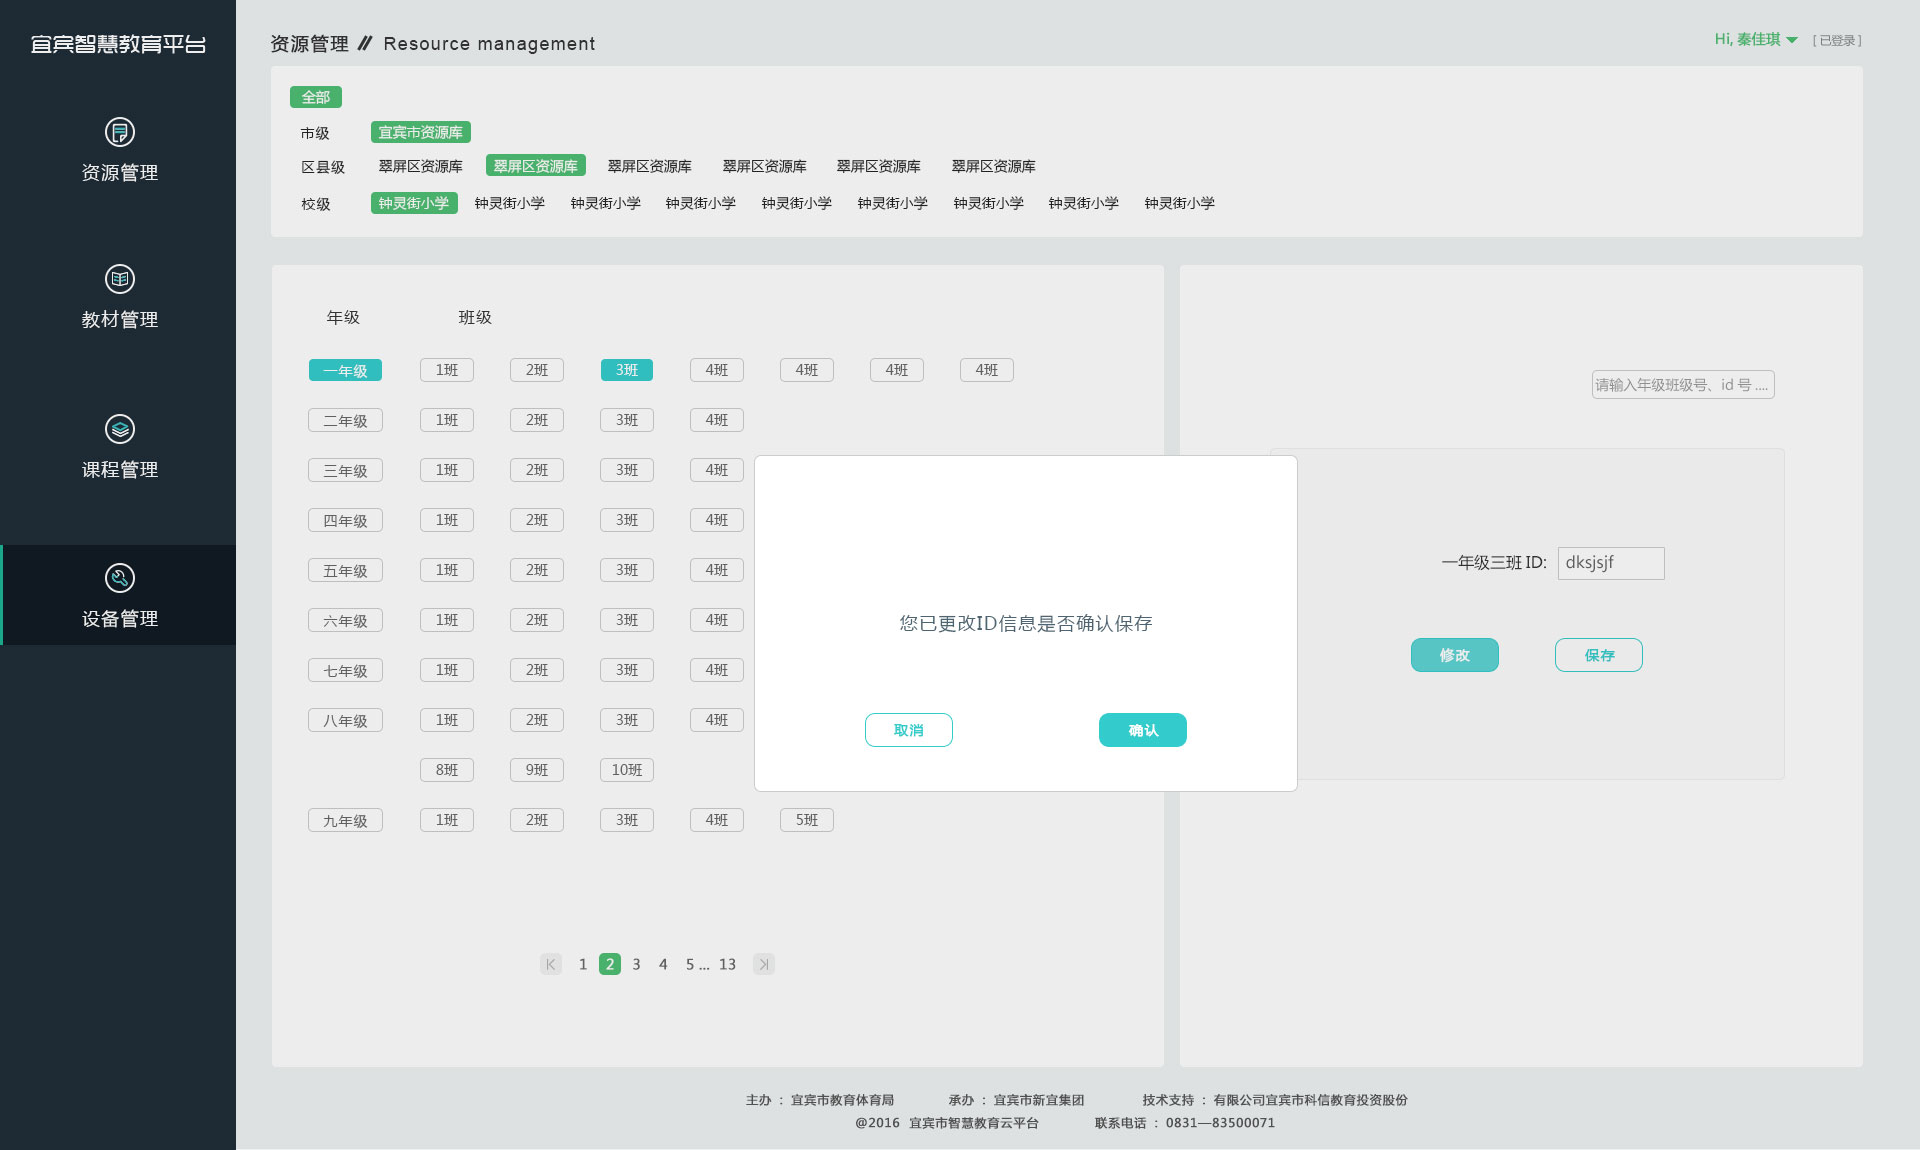 宜宾智慧教育平台
资源管理
教材管理
课程管理
设备管理
资源管理 // Resource management
Hi, 秦佳琪 [ 已登录 ]
全部
市级 宜宾市资源库
区县级 翠屏区资源库 翠屏区资源库 翠屏区资源库 翠屏区资源库 翠屏区资源库 翠屏区资源库
校级 钟灵街小学 钟灵街小学 钟灵街小学 钟灵街小学 钟灵街小学 钟灵街小学 钟灵街小学 钟灵街小学 钟灵街小学
年级 班级
一年级 1班 2班 3班 4班 4班 4班 4班
二年级 1班 2班 3班 4班
三年级 1班 2班 3班 4班
四年级 1班 2班 3班 4班
五年级 1班 2班 3班 4班
六年级 1班 2班 3班 4班
七年级 1班 2班 3班 4班
八年级 1班 2班 3班 4班
8班 9班 10班
九年级 1班 2班 3班 4班 5班
1 2 3 4 5 ... 13
您已更改ID信息是否确认保存
取消 确认
请输入年级班级号、id 号 ....
一年级三班 ID: dksjsjf
修改 保存
主办 ： 宜宾市教育体育局 承办 ： 宜宾市新宜集团 技术支持 ： 有限公司宜宾市科信教育投资股份
@2016 宜宾市智慧教育云平台 联系电话 ： 0831—83500071